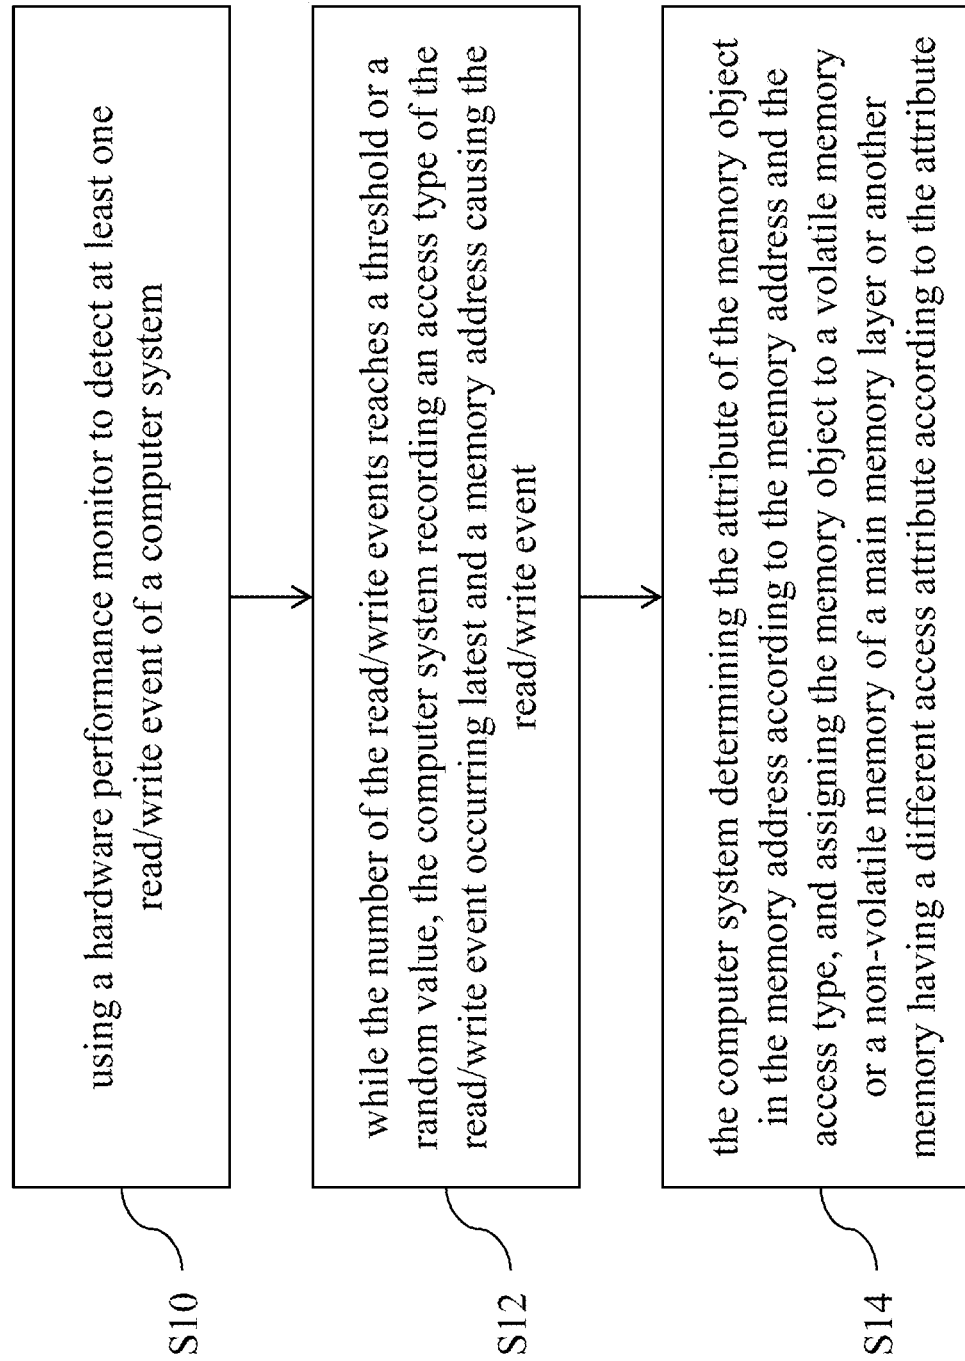 S10
using a hardware performance monitor to detect at least one
read/write event of a computer system
S12
while the number of the read/write events reaches a threshold or a
random value, the computer system recording an access type of the
read/write event occurring latest and a memory address causing the
read/write event
S14
the computer system determining the attribute of the memory object
in the memory address according to the memory address and the
access type, and assigning the memory object to a volatile memory
or a non-volatile memory of a main memory layer or another
memory having a different access attribute according to the attribute